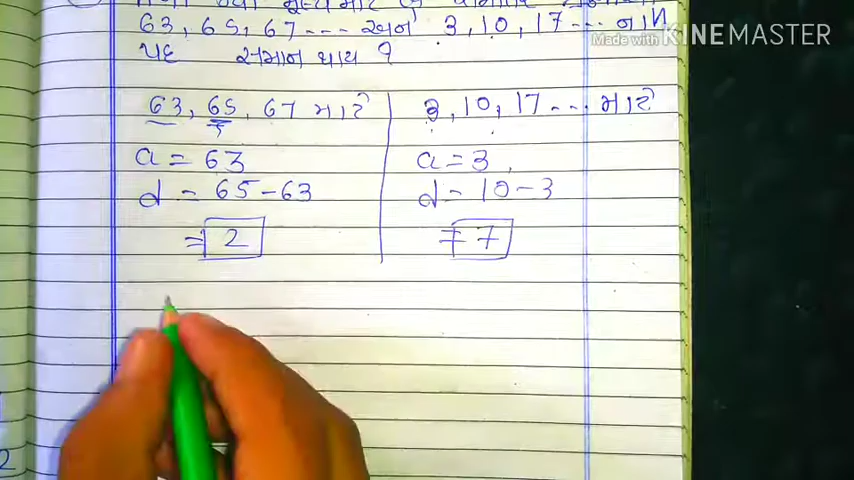 63, 65, 67 --- અને 3, 10, 17 --- ના n
Made with KINEMASTER
પદ સમાન થાય ?
63, 65, 67 માટે
3, 10, 17 --- માટે
a = 63
a = 3,
d = 65 - 63
d = 10 - 3
= 2
= 7
2